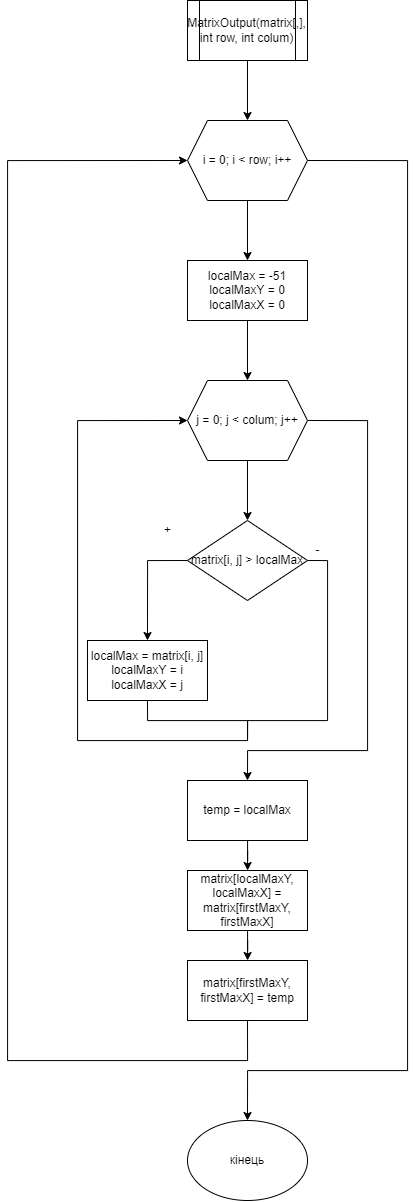 MatrixOutput(matrix[,],
int row, int colum)
i = 0; i < row; i++
localMax = -51
localMaxY = 0
localMaxX = 0
j = 0; j < colum; j++
+
-
matrix[i, j] > localMax
localMax = matrix[i, j]
localMaxY = i
localMaxX = j
temp = localMax
matrix[localMaxY,
localMaxX] =
matrix[firstMaxY,
firstMaxX]
matrix[firstMaxY,
firstMaxX] = temp
кінець